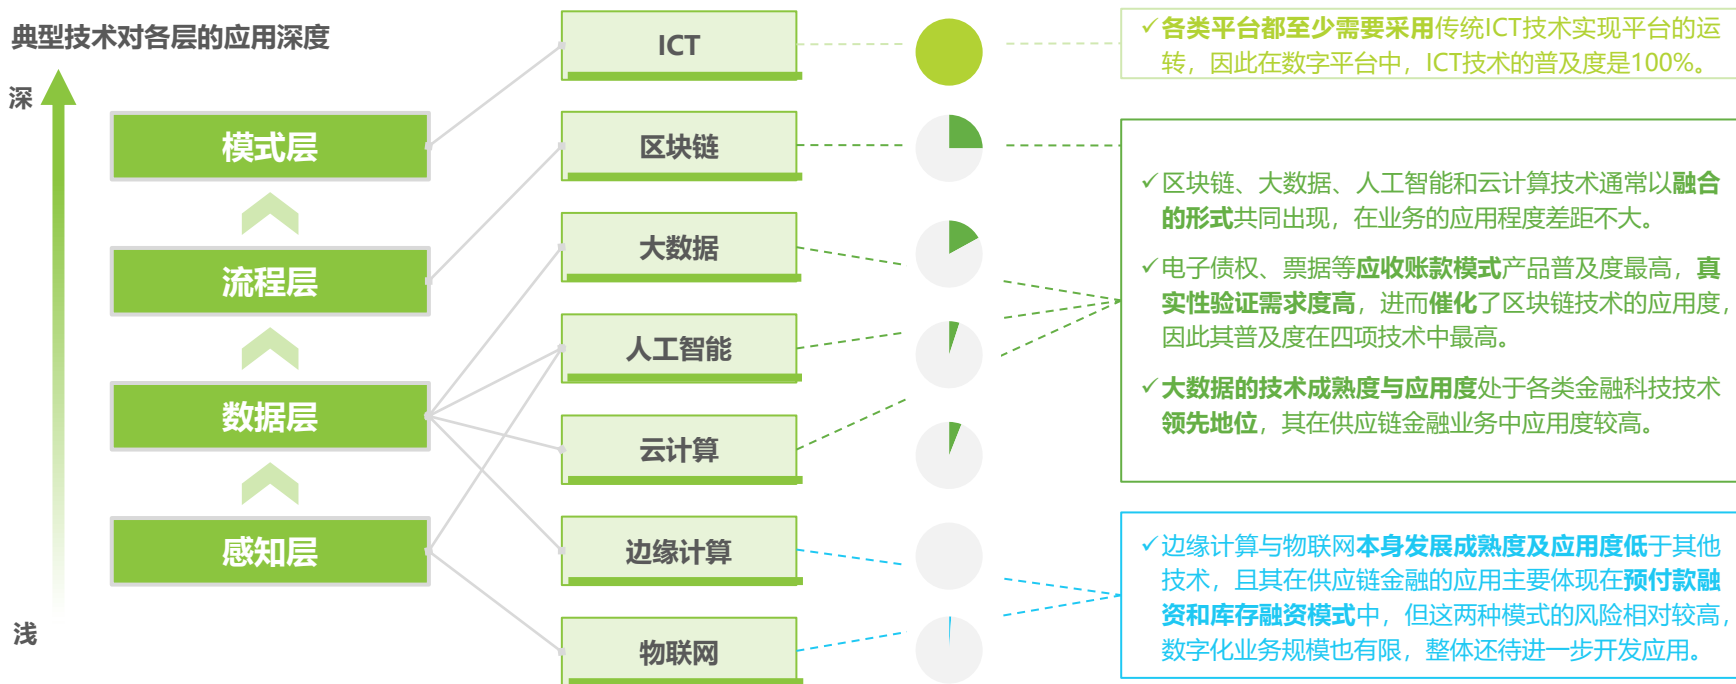 典型技术对各层的应用深度
深
模式层
流程层
数据层
感知层
浅
ICT
区块链
大数据
人工智能
云计算
边缘计算
物联网
✓各类平台都至少需要采用传统ICT技术实现平台的运
转，因此在数字平台中，ICT技术的普及度是100%。
✓区块链、大数据、人工智能和云计算技术通常以融合
的形式共同出现，在业务的应用程度差距不大。
✓电子债权、票据等应收账款模式产品普及度最高，真
实性验证需求度高，进而催化了区块链技术的应用度，
因此其普及度在四项技术中最高。
✓大数据的技术成熟度与应用度处于各类金融科技技术
领先地位，其在供应链金融业务中应用度较高。
✓边缘计算与物联网本身发展成熟度及应用度低于其他
技术，且其在供应链金融的应用主要体现在预付款融
资和库存融资模式中，但这两种模式的风险相对较高，
数字化业务规模也有限，整体还待进一步开发应用。